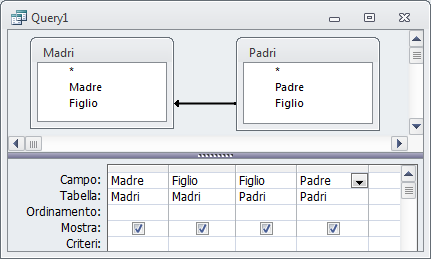 Query1
Madri Padri
* *
Madre Padre
Figlio Figlio
Campo: Madre Figlio Figlio Padre
Tabella: Madri Madri Padri Padri
Ordinamento:
Mostra:
Criteri: